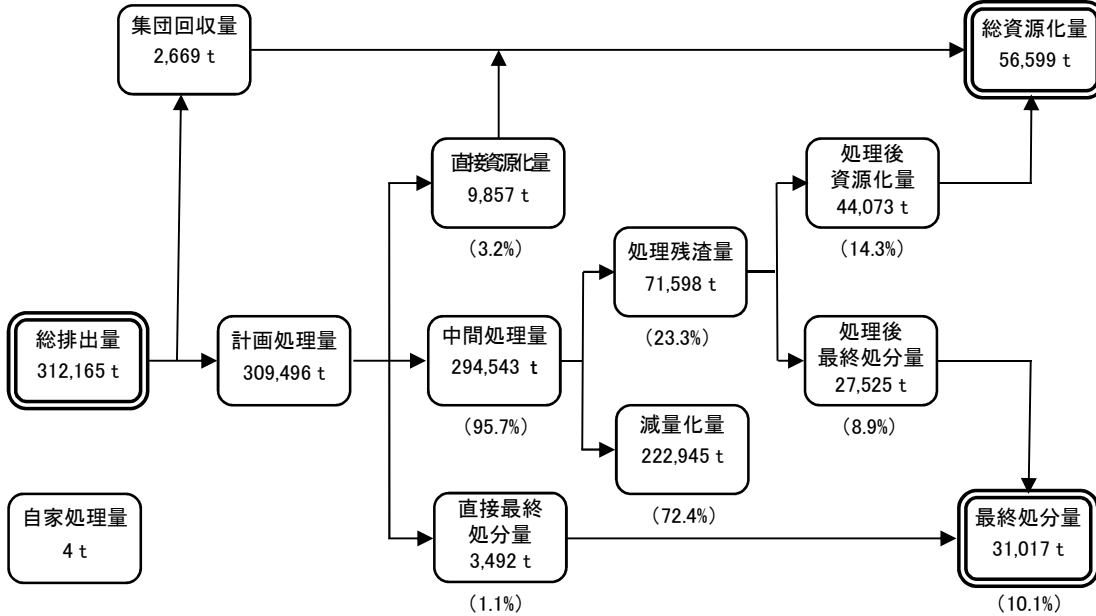 集団回収量
2,669 t
総資源化量
56,599 t
直接資源化量
9,857 t
(3.2%)
処理後
資源化量
44,073 t
(14.3%)
処理残渣量
71,598 t
(23.3%)
総排出量
312,165 t
計画処理量
309,496 t
中間処理量
294,543 t
(95.7%)
処理後
最終処分量
27,525 t
(8.9%)
減量化量
222,945 t
(72.4%)
自家処理量
4 t
直接最終
処分量
3,492 t
(1.1%)
最終処分量
31,017 t
(10.1%)